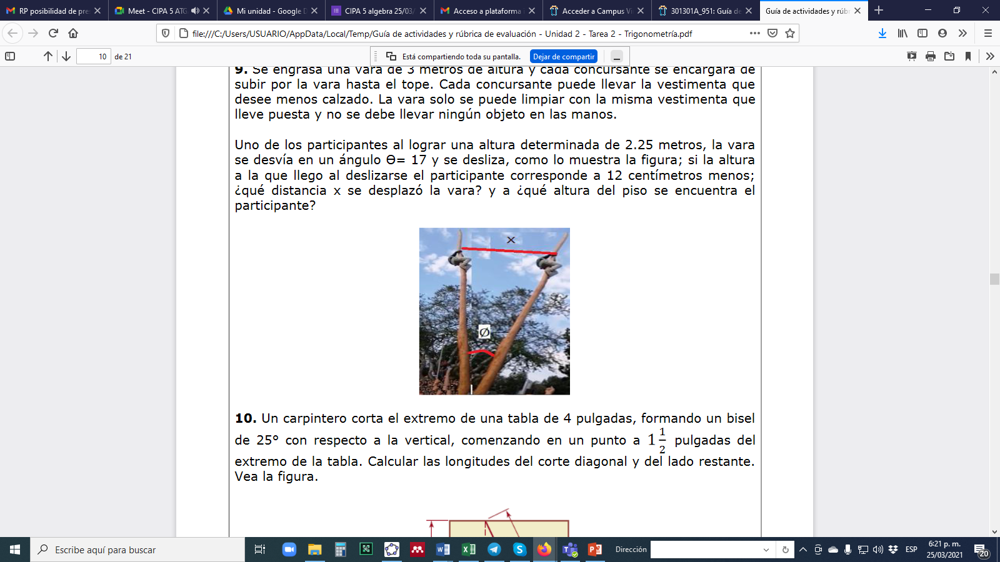 RP posibilidad de pre
Meet - CIPA 5 ATG
Mi unidad - Google D
CIPA 5 algebra 25/03/
Acceso a plataforma
Acceder a Campus Vi
301301A_951: Guía de
Guía de actividades y rúbr
file:///C:/Users/USUARIO/AppData/Local/Temp/Guía de actividades y rúbrica de evaluación - Unidad 2 - Tarea 2 - Trigonometría.pdf
10 de 21
Está compartiendo toda su pantalla. Dejar de compartir
9. Se engrasa una vara de 3 metros de altura y cada concursante se encargará de
subir por la vara hasta el tope. Cada concursante puede llevar la vestimenta que
desee menos calzado. La vara solo se puede limpiar con la misma vestimenta que
lleve puesta y no se debe llevar ningún objeto en las manos.
Uno de los participantes al lograr una altura determinada de 2.25 metros, la vara
se desvía en un ángulo Ɵ= 17 y se desliza, como lo muestra la figura; si la altura
a la que llego al deslizarse el participante corresponde a 12 centímetros menos;
¿qué distancia x se desplazó la vara? y a ¿qué altura del piso se encuentra el
participante?
x
Ø
10. Un carpintero corta el extremo de una tabla de 4 pulgadas, formando un bisel
de 25° con respecto a la vertical, comenzando en un punto a 1 1/2 pulgadas del
extremo de la tabla. Calcular las longitudes del corte diagonal y del lado restante.
Vea la figura.
Escribe aquí para buscar
Dirección
ESP
6:21 p. m.
25/03/2021
20